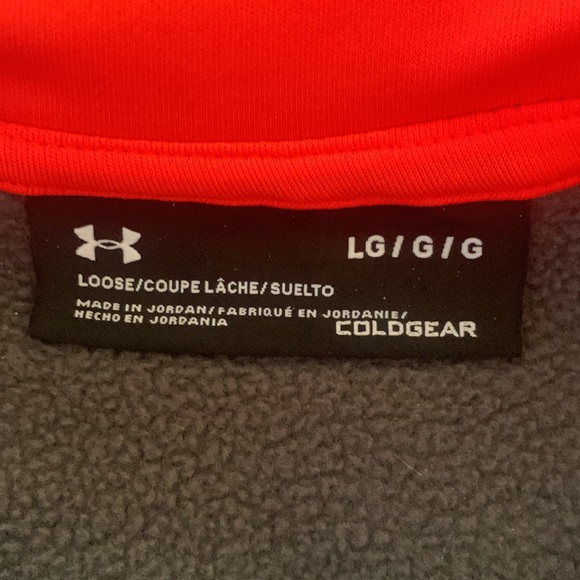 LG/G/G
LOOSE/COUPE LÂCHE/SUELTO
MADE IN JORDAN/FABRIQUÉ EN JORDANIE/
HECHO EN JORDANIA
COLDGEAR